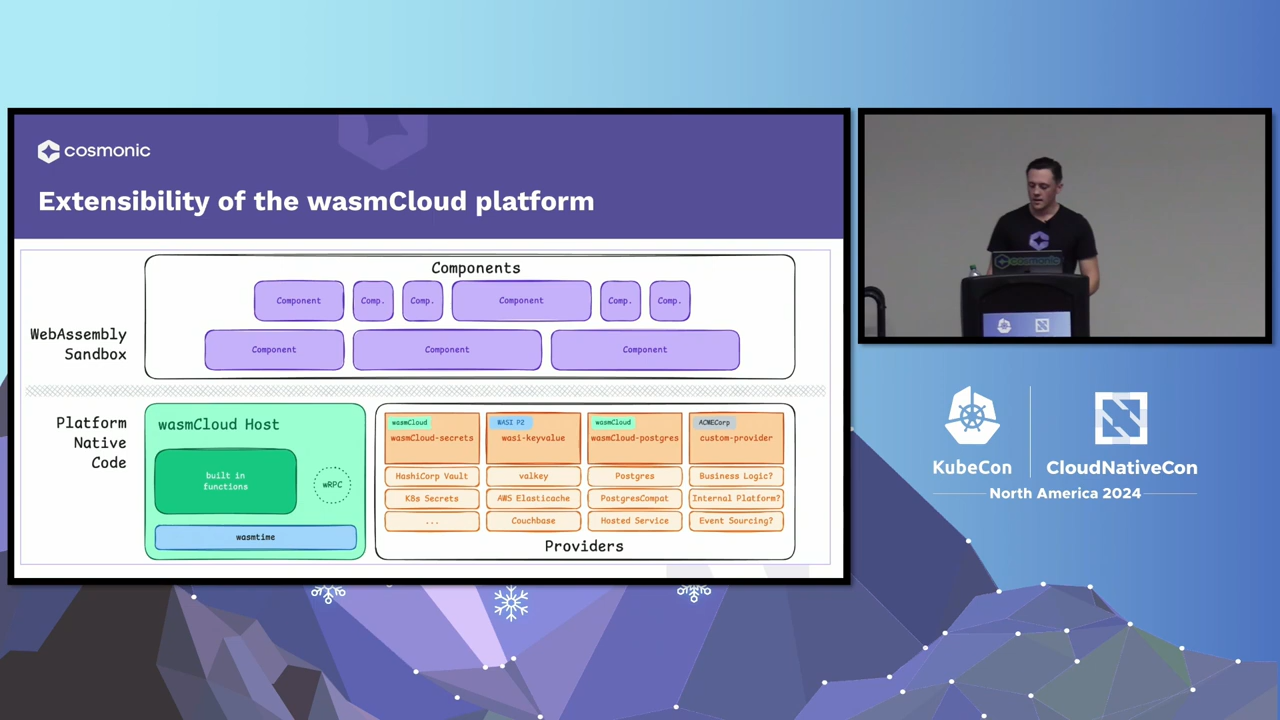 cosmonic
Extensibility of the wasmCloud platform
WebAssembly
Sandbox
Components
Component
Comp.
Comp.
Component
Comp.
Comp.
Component
Component
Component
Platform
Native
Code
wasmCloud Host
built in
functions
wRPC
wasmtime
wasmCloud
wasmCloud-secrets
HashiCorp Vault
K8s Secrets
...
WASI P2
wasi-keyvalue
valkey
AWS Elasticache
Couchbase
wasmCloud
wasmCloud-postgres
Postgres
PostgresCompat
Hosted Service
ACMECorp
custom-provider
Business Logic?
Internal Platform?
Event Sourcing?
Providers
cosmonic
KubeCon
CloudNativeCon
North America 2024